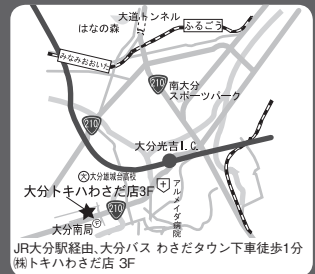 大道トンネル
はなの森
ふるごう
みなみおおいた
210
南大分
スポーツパーク
210
大分光吉I.C.
大 大分雄城台高校
大分トキハわさだ店3F
アルメイダ病院
210
大分南局 〒
JR大分駅経由、大分バス わさだタウン下車徒歩1分
㈱トキハわさだ店 3F